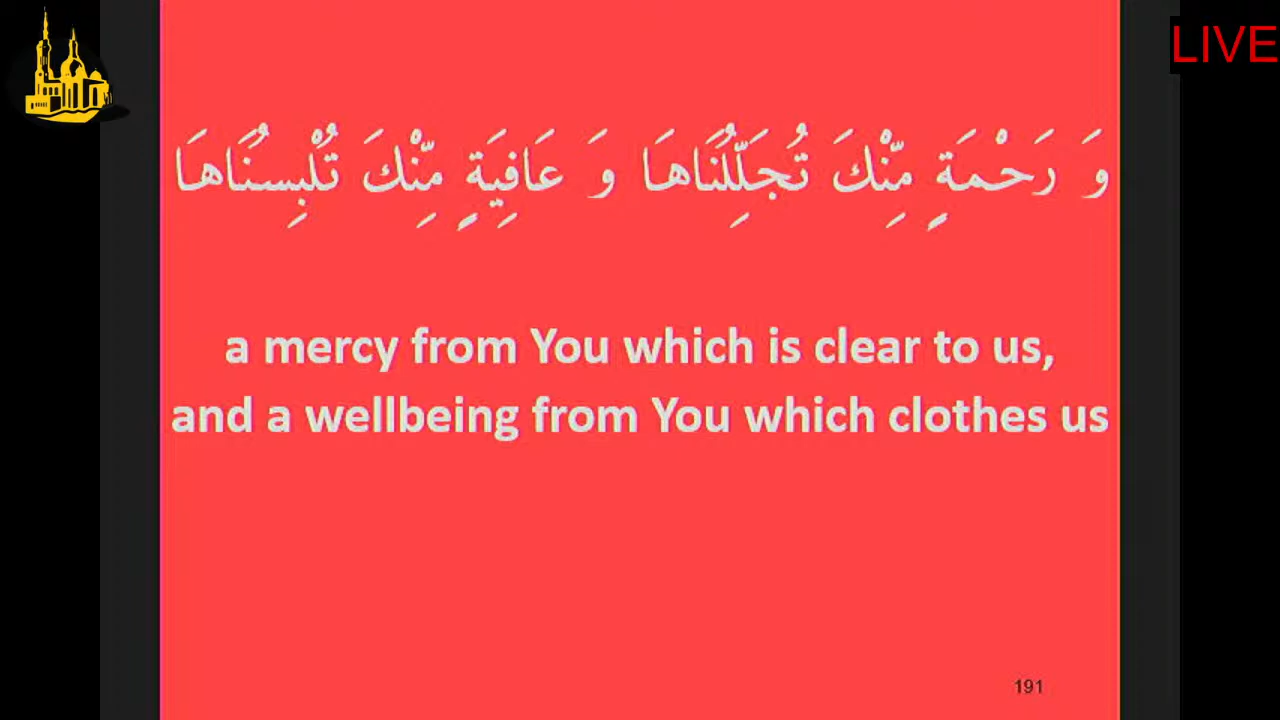 LIVE
وَ رَحْمَةٍ مِّنْكَ تُجَلِّلُنَاهَا وَ عَافِيَةٍ مِّنْكَ تُلْبِسُنَاهَا
a mercy from You which is clear to us,
and a wellbeing from You which clothes us
191